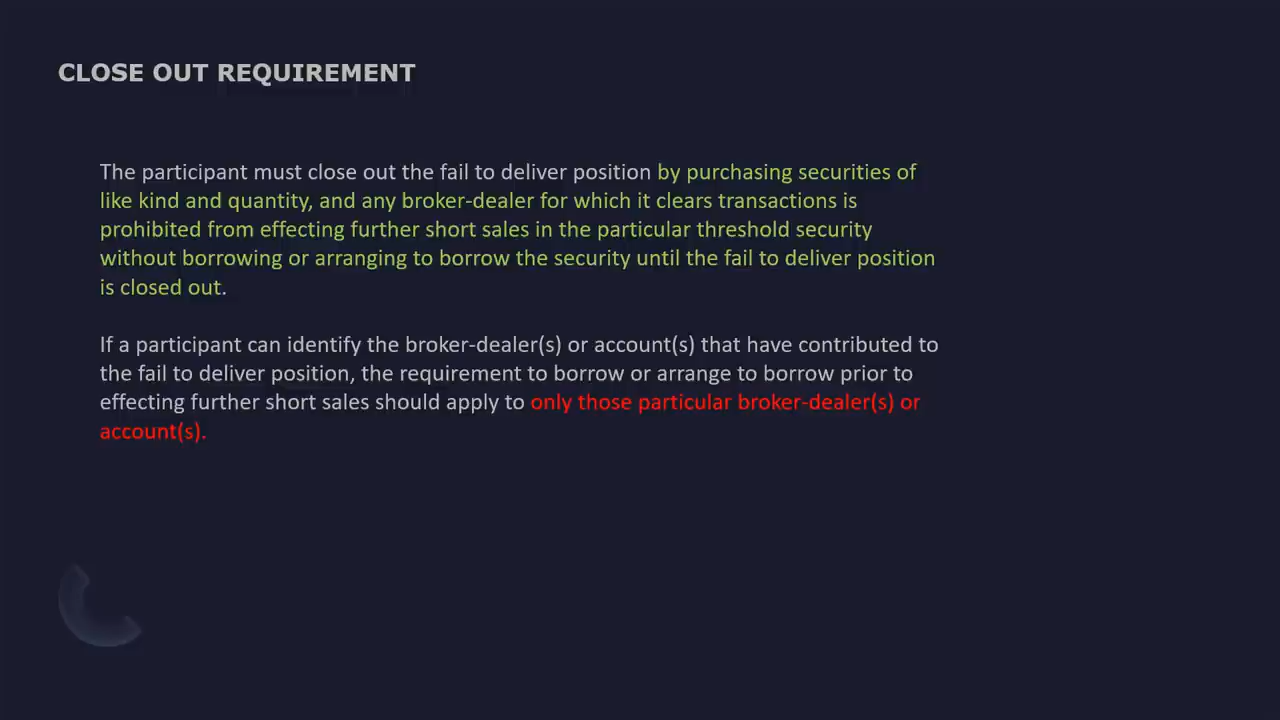 CLOSE OUT REQUIREMENT
The participant must close out the fail to deliver position by purchasing securities of
like kind and quantity, and any broker-dealer for which it clears transactions is
prohibited from effecting further short sales in the particular threshold security
without borrowing or arranging to borrow the security until the fail to deliver position
is closed out.
If a participant can identify the broker-dealer(s) or account(s) that have contributed to
the fail to deliver position, the requirement to borrow or arrange to borrow prior to
effecting further short sales should apply to only those particular broker-dealer(s) or
account(s).